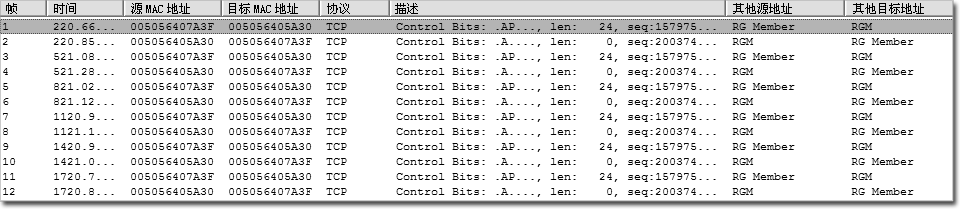 帧 时间 源MAC地址 目标MAC地址 协议 描述 其他源地址 其他目标地址
1 220.66... 005056407A3F 005056405A30 TCP Control Bits: .AP..., len: 24, seq:157975... RG Member RGM
2 220.85... 005056405A30 005056407A3F TCP Control Bits: .A...., len: 0, seq:200374... RGM RG Member
3 521.08... 005056407A3F 005056405A30 TCP Control Bits: .AP..., len: 24, seq:157975... RG Member RGM
4 521.28... 005056405A30 005056407A3F TCP Control Bits: .A...., len: 0, seq:200374... RGM RG Member
5 821.02... 005056407A3F 005056405A30 TCP Control Bits: .AP..., len: 24, seq:157975... RG Member RGM
6 821.12... 005056405A30 005056407A3F TCP Control Bits: .A...., len: 0, seq:200374... RGM RG Member
7 1120.9... 005056407A3F 005056405A30 TCP Control Bits: .AP..., len: 24, seq:157975... RG Member RGM
8 1121.1... 005056405A30 005056407A3F TCP Control Bits: .A...., len: 0, seq:200374... RGM RG Member
9 1420.9... 005056407A3F 005056405A30 TCP Control Bits: .AP..., len: 24, seq:157975... RG Member RGM
10 1421.0... 005056405A30 005056407A3F TCP Control Bits: .A...., len: 0, seq:200374... RGM RG Member
11 1720.7... 005056407A3F 005056405A30 TCP Control Bits: .AP..., len: 24, seq:157975... RG Member RGM
12 1720.8... 005056405A30 005056407A3F TCP Control Bits: .A...., len: 0, seq:200374... RGM RG Member